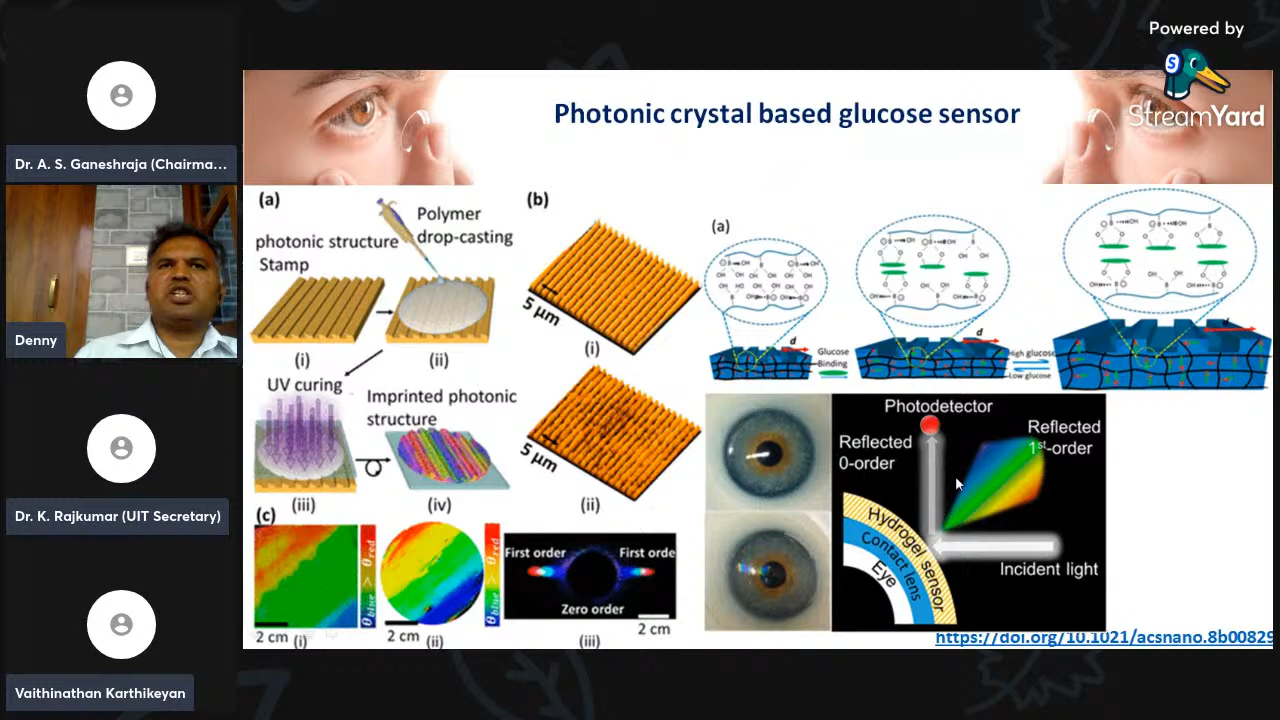 Powered by
StreamYard
Dr. A. S. Ganeshraja (Chairma...
Denny
Dr. K. Rajkumar (UIT Secretary)
Vaithinathan Karthikeyan
Photonic crystal based glucose sensor
(a)
photonic structure
Stamp
Polymer
drop-casting
(i)
(ii)
UV curing
Imprinted photonic
structure
(iii)
(iv)
(b)
5 μm
(i)
5 μm
(ii)
(c)
θblue > θred
2 cm
(i)
θblue > θred
2 cm
(ii)
First order
First orde
Zero order
2 cm
(iii)
(a)
d
Glucose
Binding
d
High glucose
Low glucose
Photodetector
Reflected
0-order
Reflected
1st-order
Hydrogel sensor
Contact lens
Eye
Incident light
https://doi.org/10.1021/acsnano.8b00829